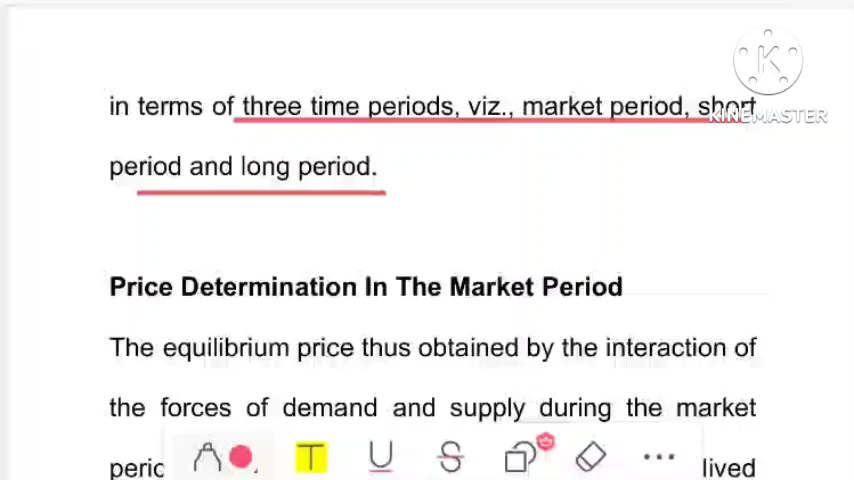 in terms of three time periods, viz., market period, short
KINEMASTER
period and long period.
Price Determination In The Market Period
The equilibrium price thus obtained by the interaction of
the forces of demand and supply during the market
lived